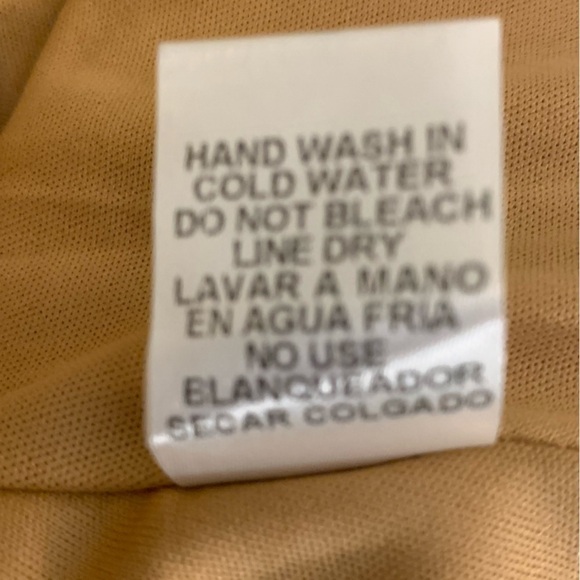 HAND WASH IN
COLD WATER
DO NOT BLEACH
LINE DRY
LAVAR A MANO
EN AGUA FRIA
NO USE
BLANQUEADOR
SECAR COLGADO